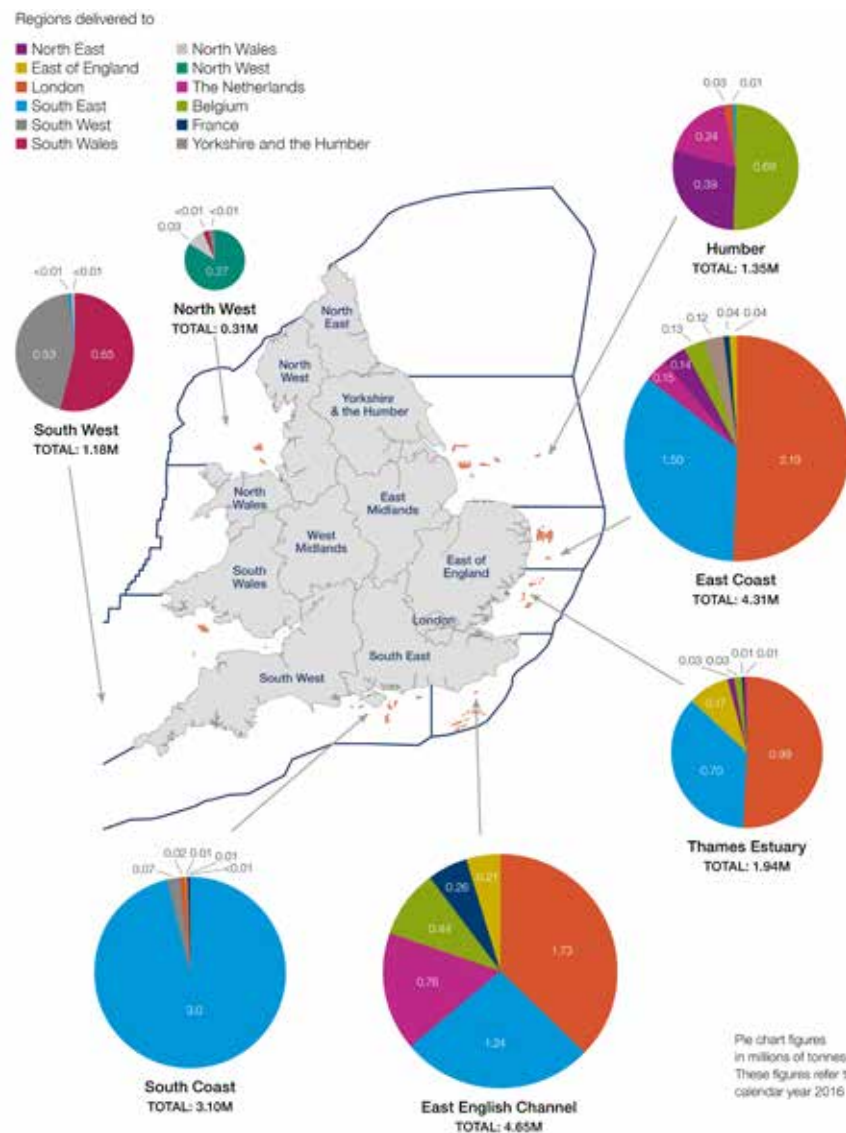 Regions delivered to
North East
East of England
London
South East
South West
South Wales
North Wales
North West
The Netherlands
Belgium
France
Yorkshire and the Humber
0.03
0.01
0.24
0.39
Humber
TOTAL: 1.35M
<0.01
<0.01
0.03
0.27
North West
TOTAL: 0.31M
<0.01
<0.01
0.53
0.65
South West
TOTAL: 1.18M
0.04
0.04
0.12
0.13
0.14
0.15
1.50
2.19
East Coast
TOTAL: 4.31M
North
East
North
West
Yorkshire
& the Humber
North
Wales
East
Midlands
West
Midlands
South
Wales
East of
England
London
South East
South West
0.01
0.01
0.03
0.03
0.17
0.70
0.99
Thames Estuary
TOTAL: 1.94M
0.02
0.01
0.01
0.07
<0.01
3.0
South Coast
TOTAL: 3.10M
0.21
0.26
0.44
0.76
1.73
1.24
East English Channel
TOTAL: 4.65M
Pie chart figures
in millions of tonnes
These figures refer t
calendar year 2016